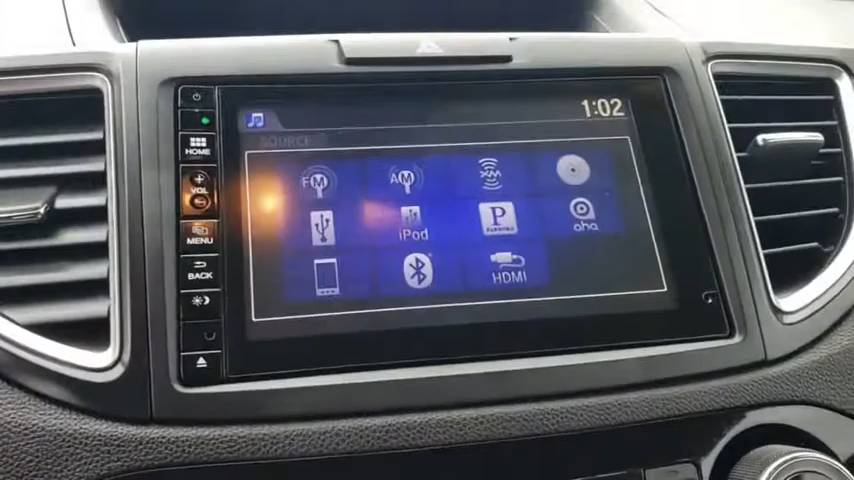 1:02
SOURCE
HOME
VOL
MENU
BACK
FM
AM
XM
iPod
P
PANDORA
aha
HDMI